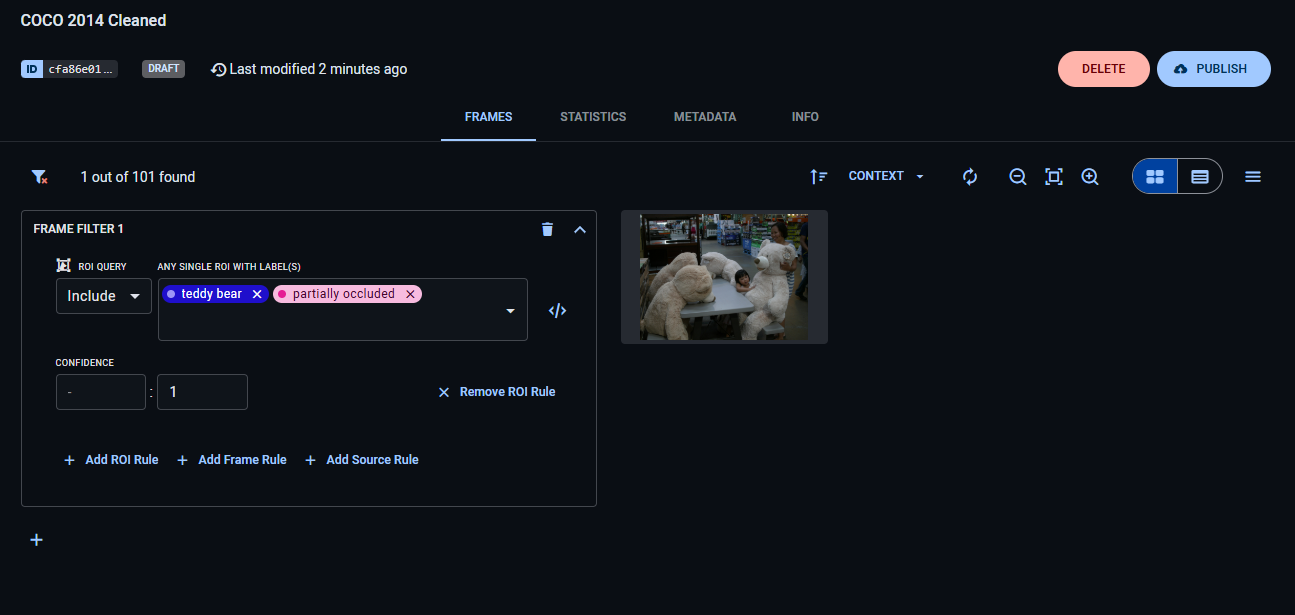 COCO 2014 Cleaned
ID cfa86e01... DRAFT Last modified 2 minutes ago DELETE PUBLISH
FRAMES STATISTICS METADATA INFO
1 out of 101 found CONTEXT
FRAME FILTER 1
ROI QUERY ANY SINGLE ROI WITH LABEL(S)
Include teddy bear partially occluded
CONFIDENCE
- : 1 Remove ROI Rule
+ Add ROI Rule + Add Frame Rule + Add Source Rule
+